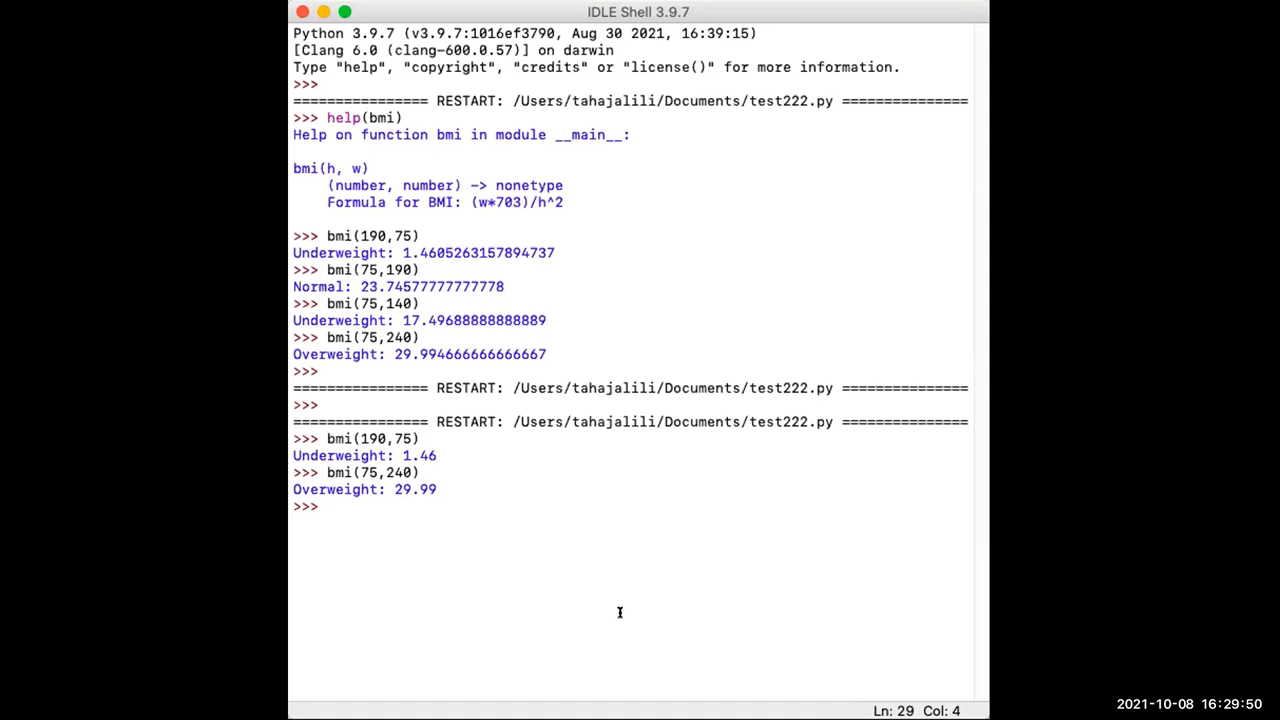 IDLE Shell 3.9.7
Python 3.9.7 (v3.9.7:1016ef3790, Aug 30 2021, 16:39:15)
[Clang 6.0 (clang-600.0.57)] on darwin
Type "help", "copyright", "credits" or "license()" for more information.
>>>
================ RESTART: /Users/tahajalili/Documents/test222.py ===============
>>> help(bmi)
Help on function bmi in module __main__:
bmi(h, w)
    (number, number) -> nonetype
    Formula for BMI: (w*703)/h^2
>>> bmi(190,75)
Underweight: 1.4605263157894737
>>> bmi(75,190)
Normal: 23.74577777777778
>>> bmi(75,140)
Underweight: 17.49688888888889
>>> bmi(75,240)
Overweight: 29.994666666666667
>>>
================ RESTART: /Users/tahajalili/Documents/test222.py ===============
>>>
================ RESTART: /Users/tahajalili/Documents/test222.py ===============
>>> bmi(190,75)
Underweight: 1.46
>>> bmi(75,240)
Overweight: 29.99
>>>
Ln: 29 Col: 4
2021-10-08 16:29:50